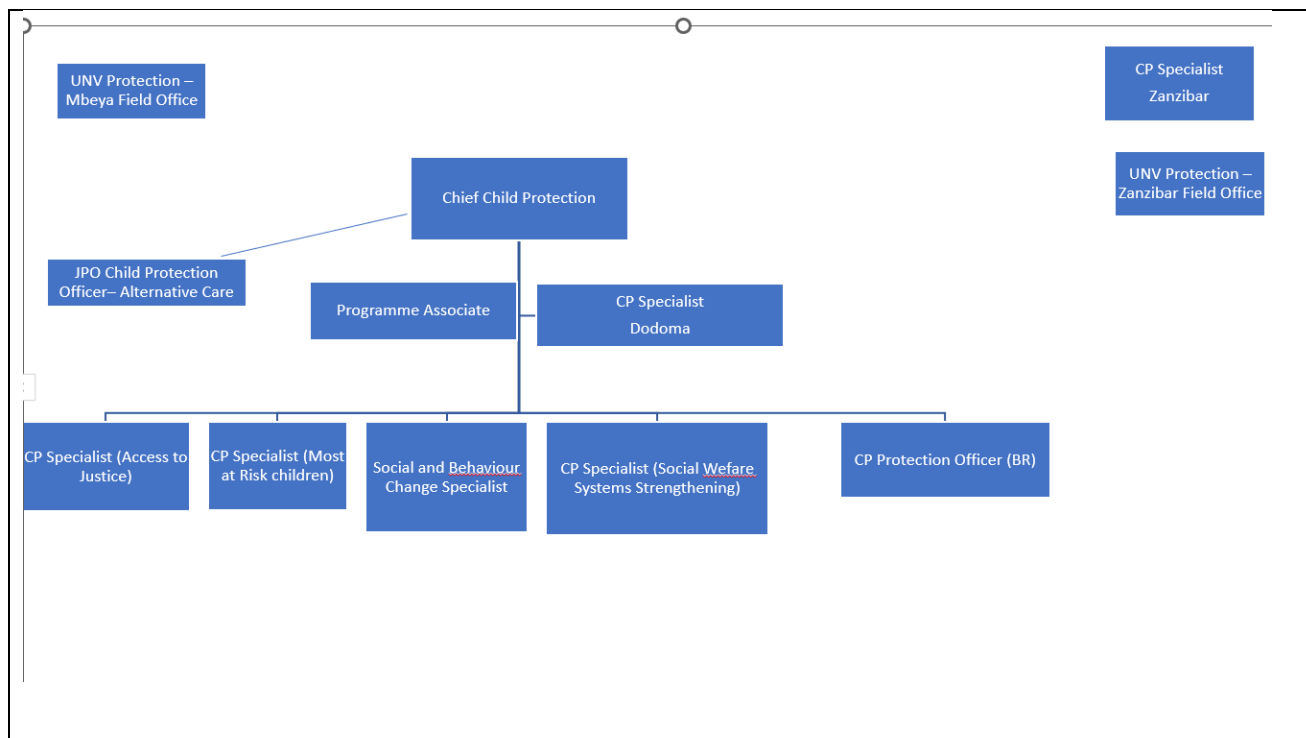 UNV Protection –
Mbeya Field Office
CP Specialist
Zanzibar
UNV Protection –
Zanzibar Field Office
Chief Child Protection
JPO Child Protection
Officer– Alternative Care
Programme Associate
CP Specialist
Dodoma
CP Specialist (Access to
Justice)
CP Specialist (Most
at Risk children)
Social and Behaviour
Change Specialist
CP Specialist (Social Wefare
Systems Strengthening)
CP Protection Officer (BR)